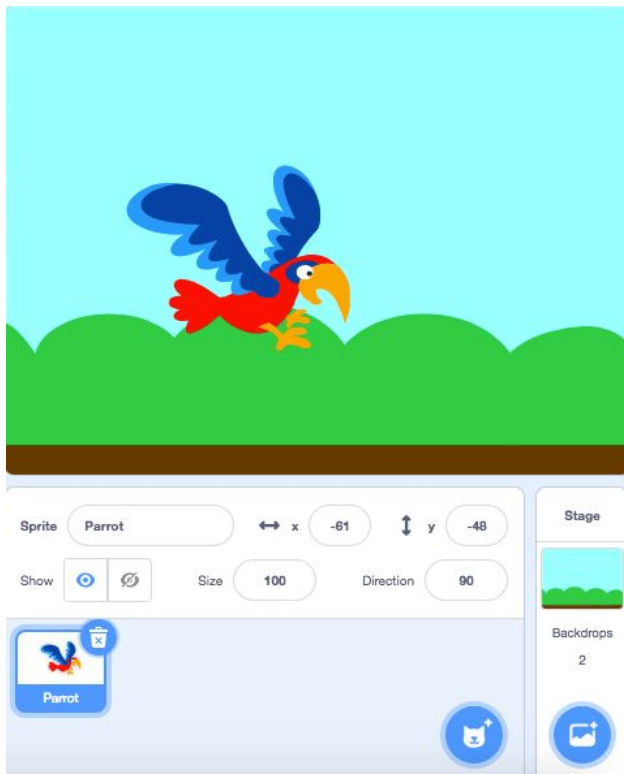 Sprite Parrot x -61 y -48
Show Size 100 Direction 90
Parrot
Stage
Backdrops
2